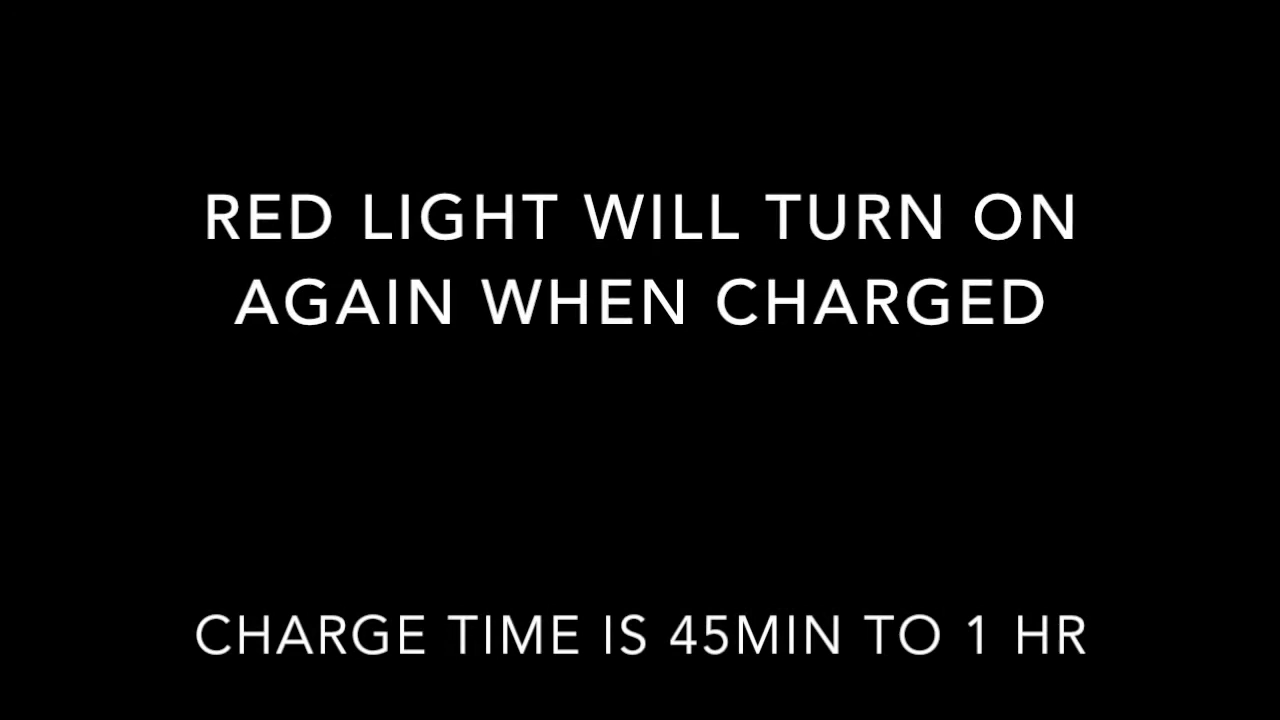 RED LIGHT WILL TURN ON
AGAIN WHEN CHARGED
CHARGE TIME IS 45MIN TO 1 HR